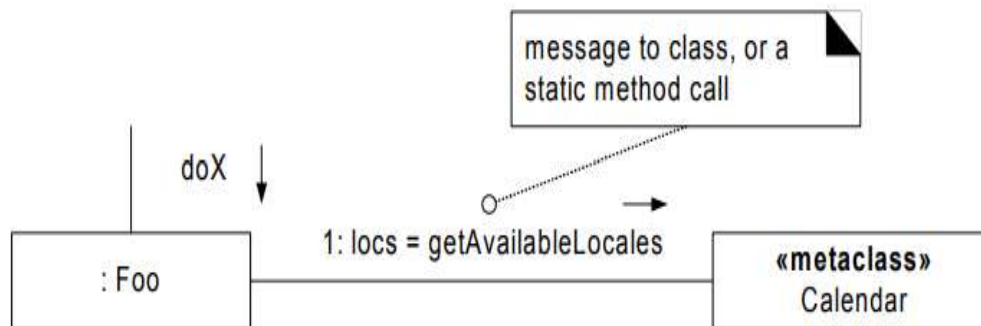 message to class, or a
static method call
doX
1: locs = getAvailableLocales
: Foo
«metaclass»
Calendar